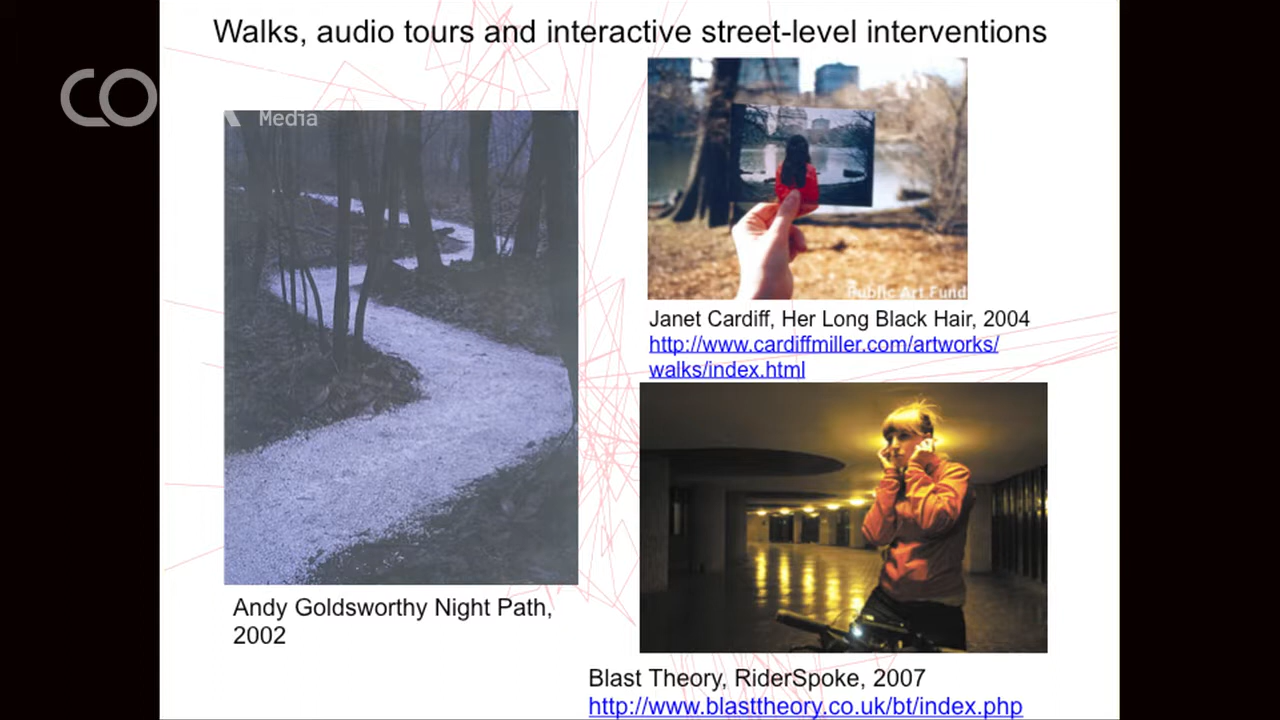 Walks, audio tours and interactive street-level interventions
CO
Media
Public Art Fund
Janet Cardiff, Her Long Black Hair, 2004
http://www.cardiffmiller.com/artworks/
walks/index.html
Andy Goldsworthy Night Path,
2002
Blast Theory, RiderSpoke, 2007
http://www.blasttheory.co.uk/bt/index.php